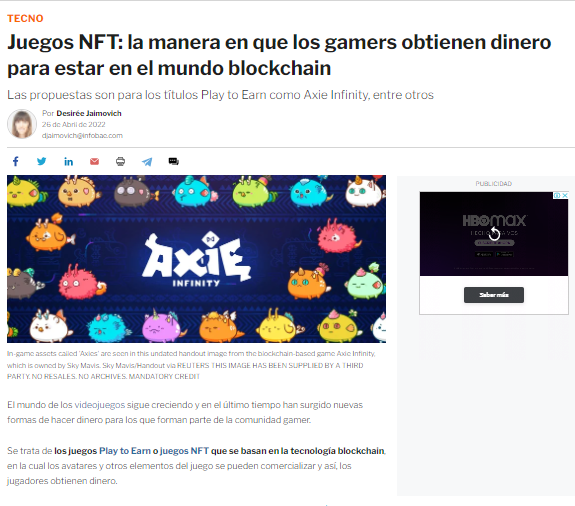 TECNO
Juegos NFT: la manera en que los gamers obtienen dinero
para estar en el mundo blockchain
Las propuestas son para los títulos Play to Earn como Axie Infinity, entre otros
Por Desirée Jaimovich
26 de Abril de 2022
djaimovich@infobae.com
PUBLICIDAD
HBOMAX
Saber más
AXIE
INFINITY
In-game assets called 'Axies' are seen in this undated handout image from the blockchain-based game Axie Infinity,
which is owned by Sky Mavis. Sky Mavis/Handout via REUTERS THIS IMAGE HAS BEEN SUPPLIED BY A THIRD
PARTY. NO RESALES. NO ARCHIVES. MANDATORY CREDIT
El mundo de los videojuegos sigue creciendo y en el último tiempo han surgido nuevas
formas de hacer dinero para los que forman parte de la comunidad gamer.
Se trata de los juegos Play to Earn o juegos NFT que se basan en la tecnología blockchain,
en la cual los avatares y otros elementos del juego se pueden comercializar y así, los
jugadores obtienen dinero.